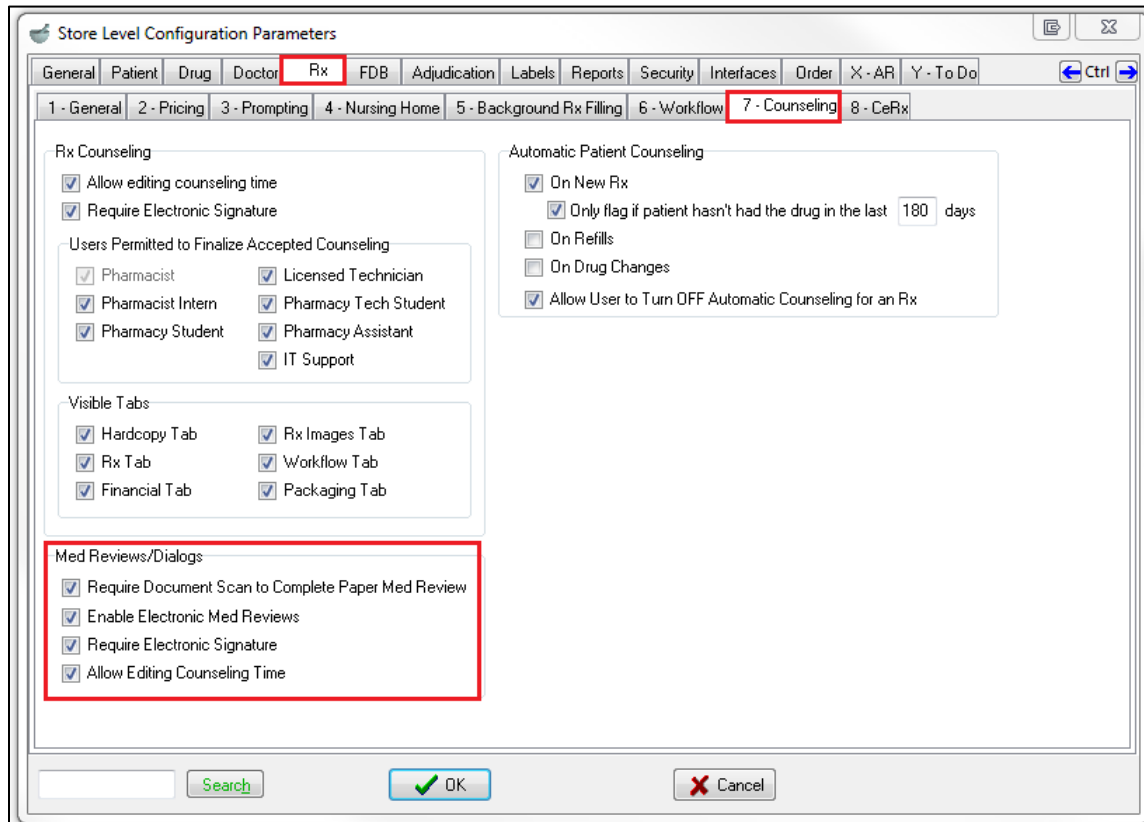 Store Level Configuration Parameters
General Patient Drug Doctor Rx FDB Adjudication Labels Reports Security Interfaces Order X - AR Y - To Do Ctrl
1 - General 2 - Pricing 3 - Prompting 4 - Nursing Home 5 - Background Rx Filling 6 - Workflow 7 - Counseling 8 - CeRx
Rx Counseling
Allow editing counseling time
Require Electronic Signature
Users Permitted to Finalize Accepted Counseling
Pharmacist Licensed Technician
Pharmacist Intern Pharmacy Tech Student
Pharmacy Student Pharmacy Assistant
IT Support
Visible Tabs
Hardcopy Tab Rx Images Tab
Rx Tab Workflow Tab
Financial Tab Packaging Tab
Med Reviews/Dialogs
Require Document Scan to Complete Paper Med Review
Enable Electronic Med Reviews
Require Electronic Signature
Allow Editing Counseling Time
Automatic Patient Counseling
On New Rx
Only flag if patient hasn't had the drug in the last 180 days
On Refills
On Drug Changes
Allow User to Turn OFF Automatic Counseling for an Rx
Search OK Cancel